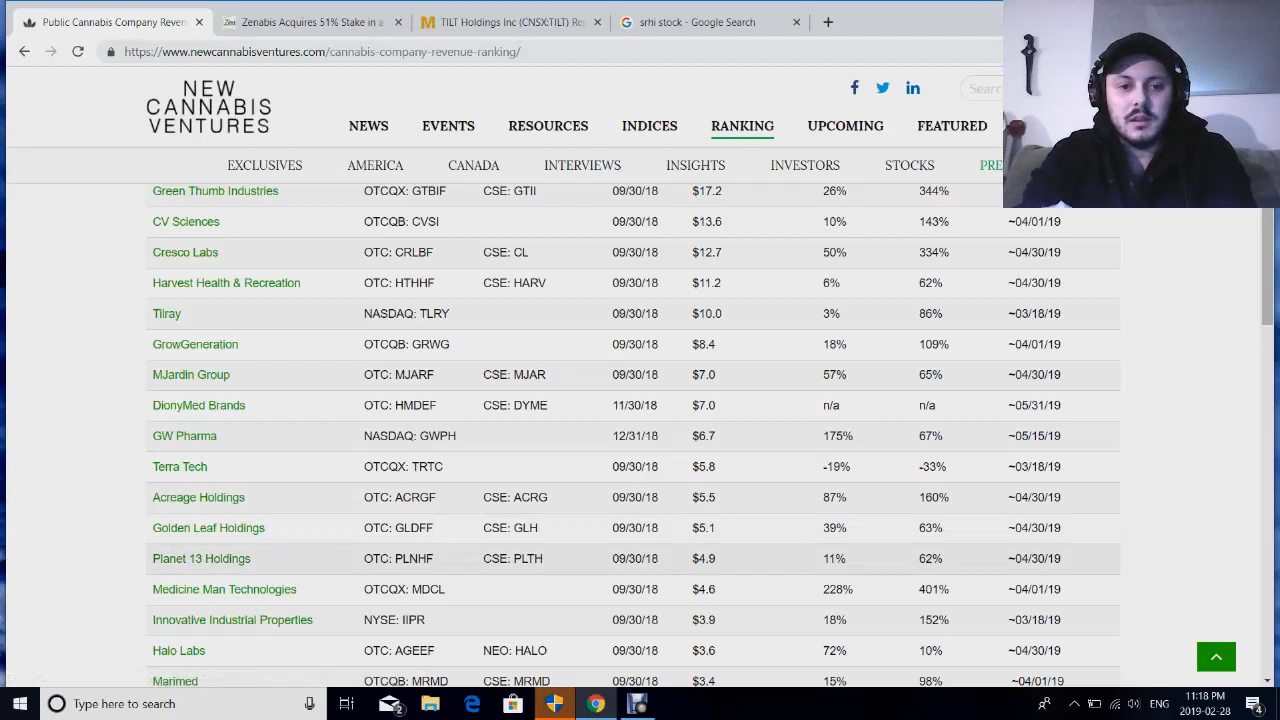 Public Cannabis Company Reven
Zenabis Acquires 51% Stake in a
TILT Holdings Inc (CNSX:TILT) Rep
srhi stock - Google Search
https://www.newcannabisventures.com/cannabis-company-revenue-ranking/
NEW
CANNABIS
VENTURES
Searc
NEWS EVENTS RESOURCES INDICES RANKING UPCOMING FEATURED
EXCLUSIVES AMERICA CANADA INTERVIEWS INSIGHTS INVESTORS STOCKS PRE
Green Thumb Industries OTCQX: GTBIF CSE: GTII 09/30/18 $17.2 26% 344%
CV Sciences OTCQB: CVSI 09/30/18 $13.6 10% 143% ~04/01/19
Cresco Labs OTC: CRLBF CSE: CL 09/30/18 $12.7 50% 334% ~04/30/19
Harvest Health & Recreation OTC: HTHHF CSE: HARV 09/30/18 $11.2 6% 62% ~04/30/19
Tilray NASDAQ: TLRY 09/30/18 $10.0 3% 86% ~03/18/19
GrowGeneration OTCQB: GRWG 09/30/18 $8.4 18% 109% ~04/01/19
MJardin Group OTC: MJARF CSE: MJAR 09/30/18 $7.0 57% 65% ~04/30/19
DionyMed Brands OTC: HMDEF CSE: DYME 11/30/18 $7.0 n/a n/a ~05/31/19
GW Pharma NASDAQ: GWPH 12/31/18 $6.7 175% 67% ~05/15/19
Terra Tech OTCQX: TRTC 09/30/18 $5.8 -19% -33% ~03/18/19
Acreage Holdings OTC: ACRGF CSE: ACRG 09/30/18 $5.5 87% 160% ~04/30/19
Golden Leaf Holdings OTC: GLDFF CSE: GLH 09/30/18 $5.1 39% 63% ~04/30/19
Planet 13 Holdings OTC: PLNHF CSE: PLTH 09/30/18 $4.9 11% 62% ~04/30/19
Medicine Man Technologies OTCQX: MDCL 09/30/18 $4.6 228% 401% ~04/01/19
Innovative Industrial Properties NYSE: IIPR 09/30/18 $3.9 18% 152% ~03/18/19
Halo Labs OTC: AGEEF NEO: HALO 09/30/18 $3.6 72% 10% ~04/30/19
Marimed OTCQB: MRMD CSE: MRMD 09/30/18 $3.4 15% 98% ~04/01/19
Type here to search
2
ENG
11:18 PM
2019-02-28
4